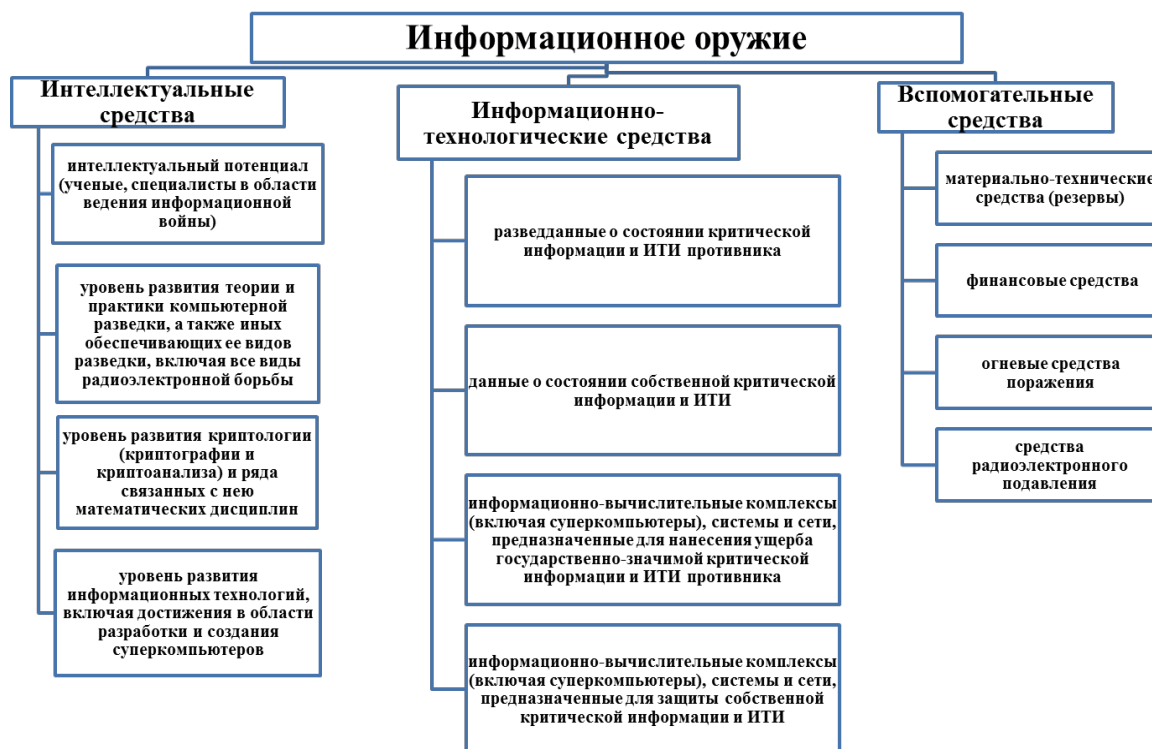 Информационное оружие
Интеллектуальные
средства
интеллектуальный потенциал
(ученые, специалисты в области
ведения информационной
войны)
уровень развития теории и
практики компьютерной
разведки, а также иных
обеспечивающих ее видов
разведки, включая все виды
радиоэлектронной борьбы
уровень развития криптологии
(криптографии и
криптоанализа) и ряда
связанных с нею
математических дисциплин
уровень развития
информационных технологий,
включая достижения в области
разработки и создания
суперкомпьютеров
Информационно-
технологические средства
разведданные о состоянии критической
информации и ИТИ противника
данные о состоянии собственной критической
информации и ИТИ
информационно-вычислительные комплексы
(включая суперкомпьютеры), системы и сети,
предназначенные для нанесения ущерба
государственно-значимой критической
информации и ИТИ противника
информационно-вычислительные комплексы
(включая суперкомпьютеры), системы и сети,
предназначенные для защиты собственной
критической информации и ИТИ
Вспомогательные
средства
материально-технические
средства (резервы)
финансовые средства
огневые средства
поражения
средства
радиоэлектронного
подавления